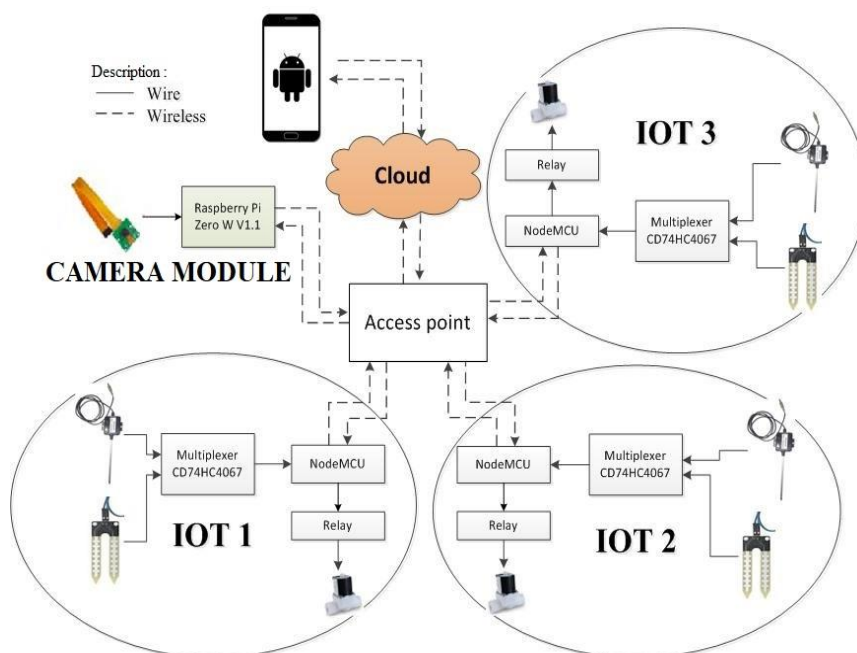 Description :
Wire
Wireless
Cloud
IOT 3
Relay
NodeMCU
Multiplexer
CD74HC4067
Raspberry Pi
Zero W V1.1
CAMERA MODULE
Access point
Multiplexer
CD74HC4067
NodeMCU
Relay
IOT 1
NodeMCU
Multiplexer
CD74HC4067
Relay
IOT 2